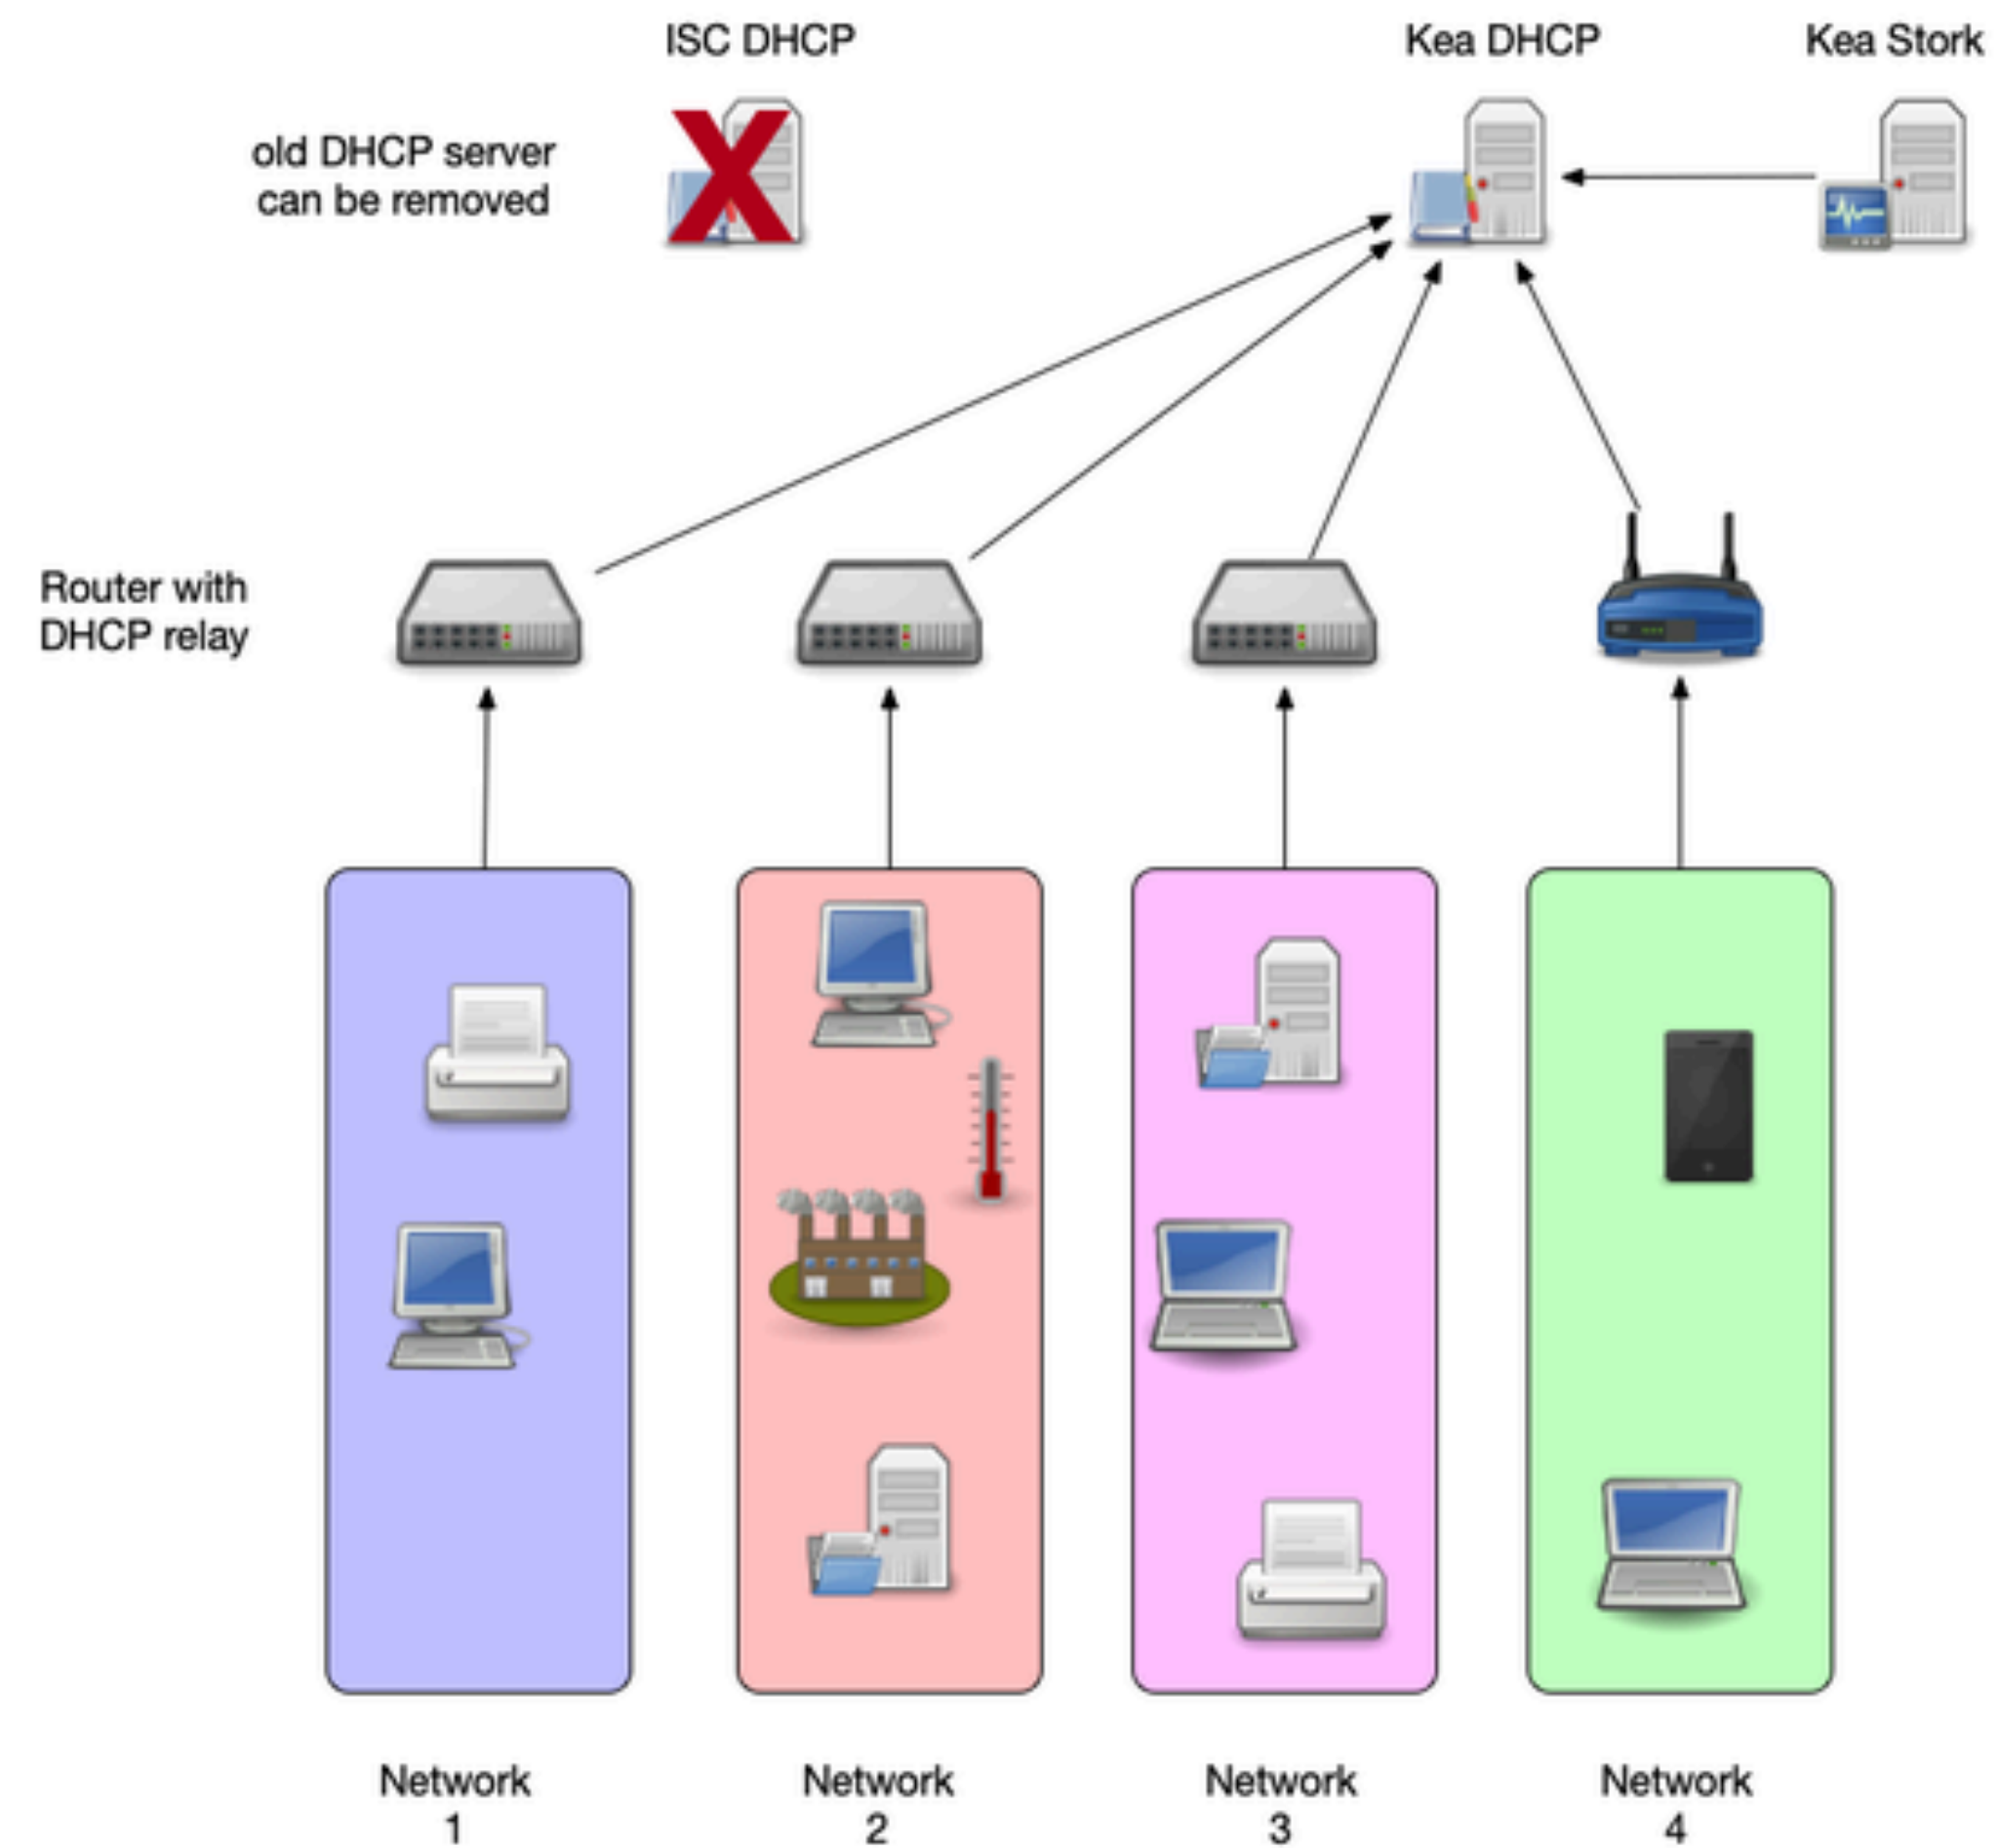 ISC DHCP
Kea DHCP
Kea Stork
old DHCP server
can be removed
X
Router with
DHCP relay
Network
1
Network
2
Network
3
Network
4